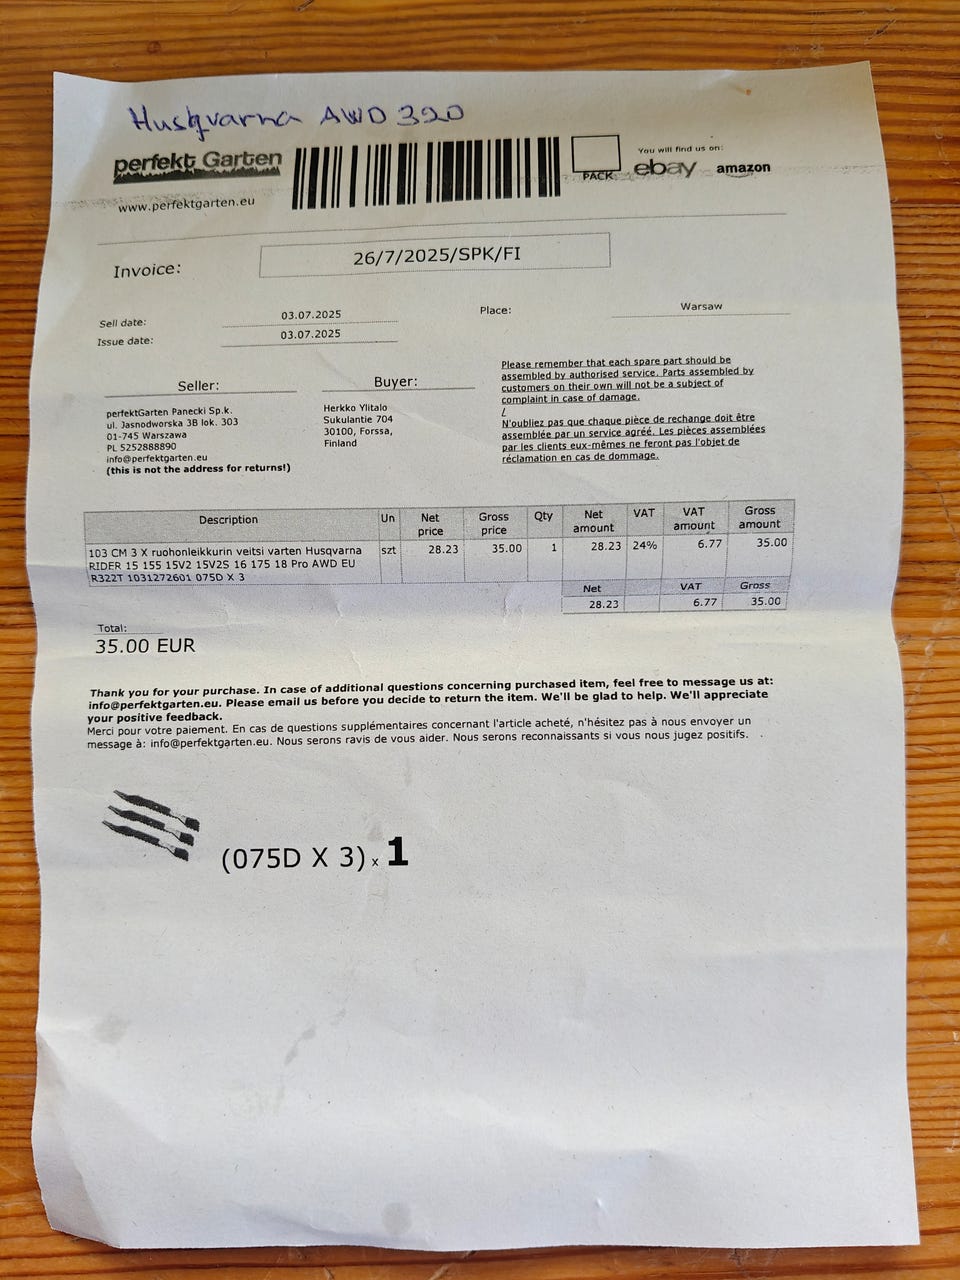 Husqvarna AWD 320
perfekt Garten
www.perfektgarten.eu
PACK
You will find us on:
ebay amazon
Invoice: 26/7/2025/SPK/FI
Sell date: 03.07.2025
Issue date: 03.07.2025
Place: Warsaw
Seller:
perfektGarten Panecki Sp.k.
ul. Jasnodworska 3B lok. 303
01-745 Warszawa
PL 5252888890
info@perfektgarten.eu
(this is not the address for returns!)
Buyer:
Herkko Ylitalo
Sukulantie 704
30100, Forssa,
Finland
Please remember that each spare part should be
assembled by authorised service. Parts assembled by
customers on their own will not be a subject of
complaint in case of damage.
/
N'oubliez pas que chaque pièce de rechange doit être
assemblée par un service agréé. Les pièces assemblées
par les clients eux-mêmes ne feront pas l'objet de
réclamation en cas de dommage.
Description Un Net price Gross price Qty Net amount VAT VAT amount Gross amount
103 CM 3 X ruohonleikkurin veitsi varten Husqvarna szt 28.23 35.00 1 28.23 24% 6.77 35.00
RIDER 15 155 15V2 15V2S 16 175 18 Pro AWD EU
R322T 1031272601 075D X 3
Net VAT Gross
28.23 6.77 35.00
Total:
35.00 EUR
Thank you for your purchase. In case of additional questions concerning purchased item, feel free to message us at:
info@perfektgarten.eu. Please email us before you decide to return the item. We'll be glad to help. We'll appreciate
your positive feedback.
Merci pour votre paiement. En cas de questions supplémentaires concernant l'article acheté, n'hésitez pas à nous envoyer un
message à: info@perfektgarten.eu. Nous serons ravis de vous aider. Nous serons reconnaissants si vous nous jugez positifs.
(075D X 3) x 1